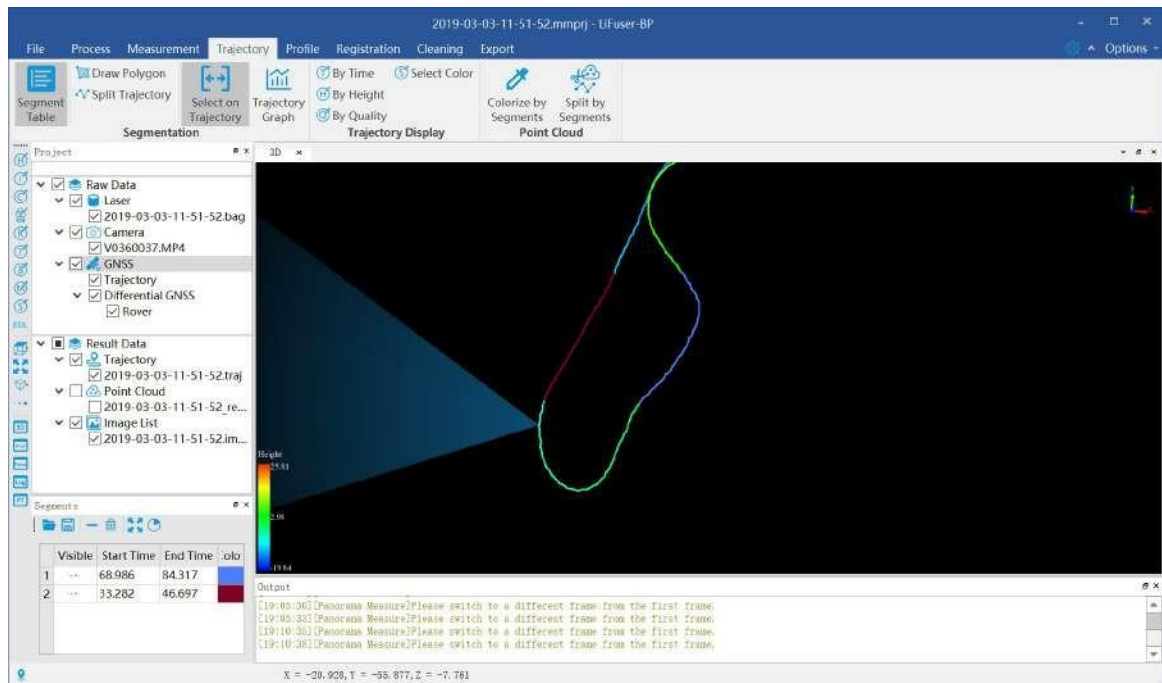 2019-03-03-11-51-52.mmprj - LiFuser-BP
File Process Measurement Trajectory Profile Registration Cleaning Export Options
Segment Table
Draw Polygon
Split Trajectory
Select on Trajectory
Segmentation
Trajectory Graph
By Time
Select Color
By Height
By Quality
Trajectory Display
Colorize by Segments
Split by Segments
Point Cloud
Project
Raw Data
Laser
2019-03-03-11-51-52.bag
Camera
V0360037.MP4
GNSS
Trajectory
Differential GNSS
Rover
Result Data
Trajectory
2019-03-03-11-51-52.traj
Point Cloud
2019-03-03-11-51-52_re...
Image List
2019-03-03-11-51-52.im...
Segments
Visible Start Time End Time
1 68.986 84.317
2 33.282 46.697
3D
Height
25.81
2.98
-19.84
Output
[19:05:30][Panorama Measure]Please switch to a different frame from the first frame.
[19:05:33][Panorama Measure]Please switch to a different frame from the first frame.
[19:10:35][Panorama Measure]Please switch to a different frame from the first frame.
[19:10:38][Panorama Measure]Please switch to a different frame from the first frame.
X = -20.928, Y = -55.877, Z = -7.761